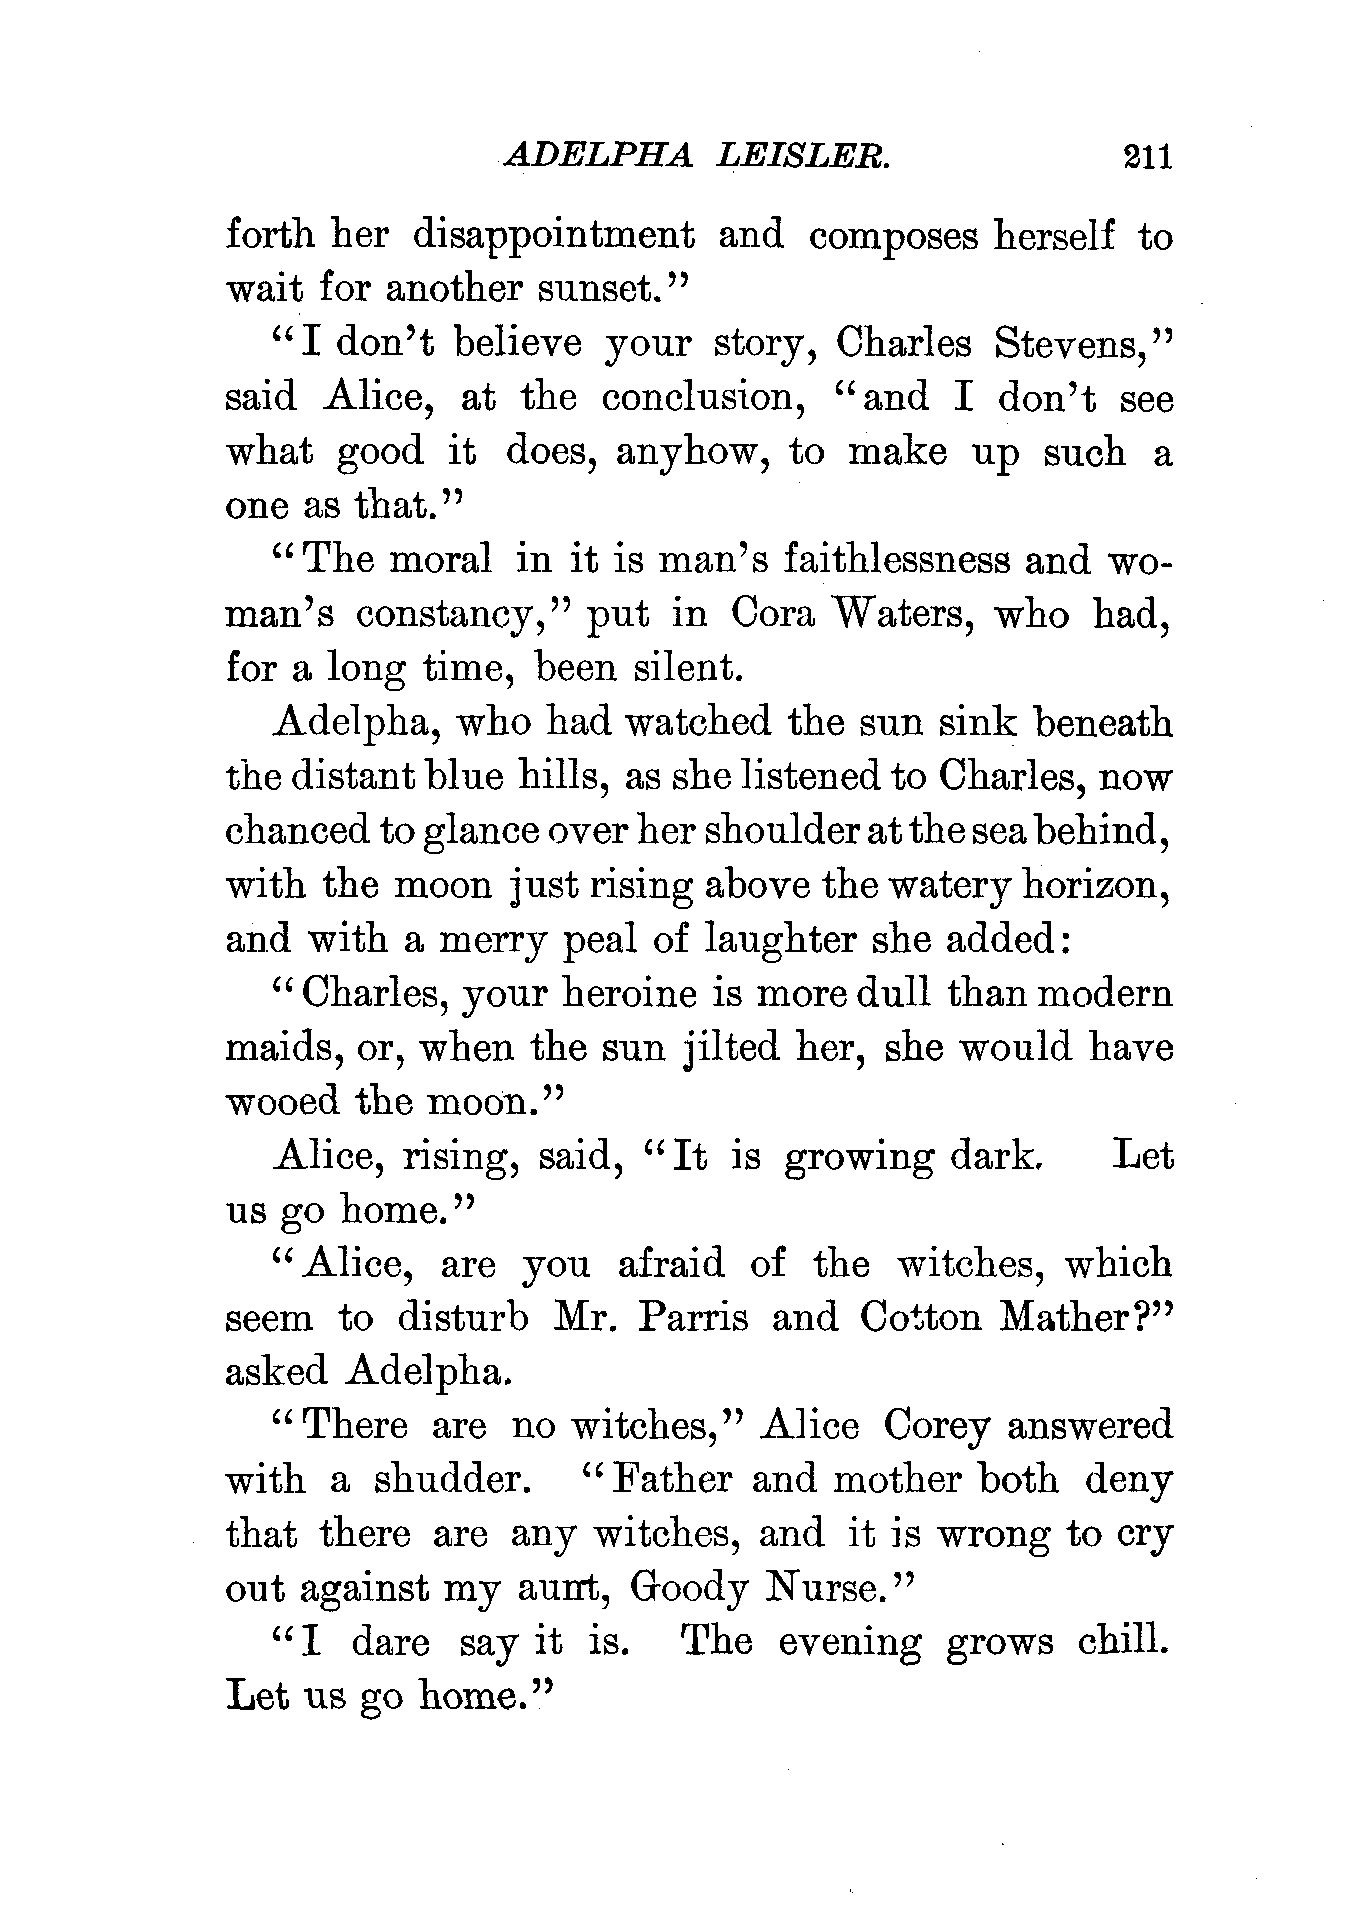 ADELPHA LEISLER. 211
forth her disappointment and composes herself to
wait for another sunset."
"I don't believe your story, Charles Stevens,"
said Alice, at the conclusion, "and I don't see
what good it does, anyhow, to make up such a
one as that."
"The moral in it is man's faithlessness and wo-
man's constancy," put in Cora Waters, who had,
for a long time, been silent.
Adelpha, who had watched the sun sink beneath
the distant blue hills, as she listened to Charles, now
chanced to glance over her shoulder at the sea behind,
with the moon just rising above the watery horizon,
and with a merry peal of laughter she added:
"Charles, your heroine is more dull than modern
maids, or, when the sun jilted her, she would have
wooed the moon."
Alice, rising, said, "It is growing dark. Let
us go home."
"Alice, are you afraid of the witches, which
seem to disturb Mr. Parris and Cotton Mather?"
asked Adelpha.
"There are no witches," Alice Corey answered
with a shudder. "Father and mother both deny
that there are any witches, and it is wrong to cry
out against my aunt, Goody Nurse."
"I dare say it is. The evening grows chill.
Let us go home."